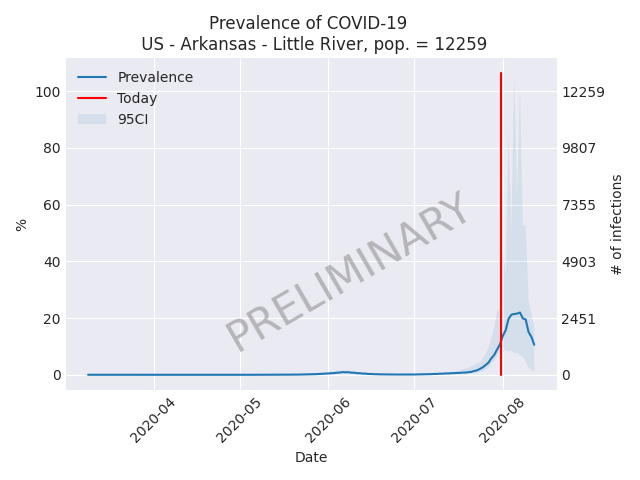 Prevalence of COVID-19
US - Arkansas - Little River, pop. = 12259
Prevalence
Today
95CI
100
80
60
40
20
0
%
12259
9807
7355
4903
2451
0
# of infections
PRELIMINARY
2020-04
2020-05
2020-06
2020-07
2020-08
Date